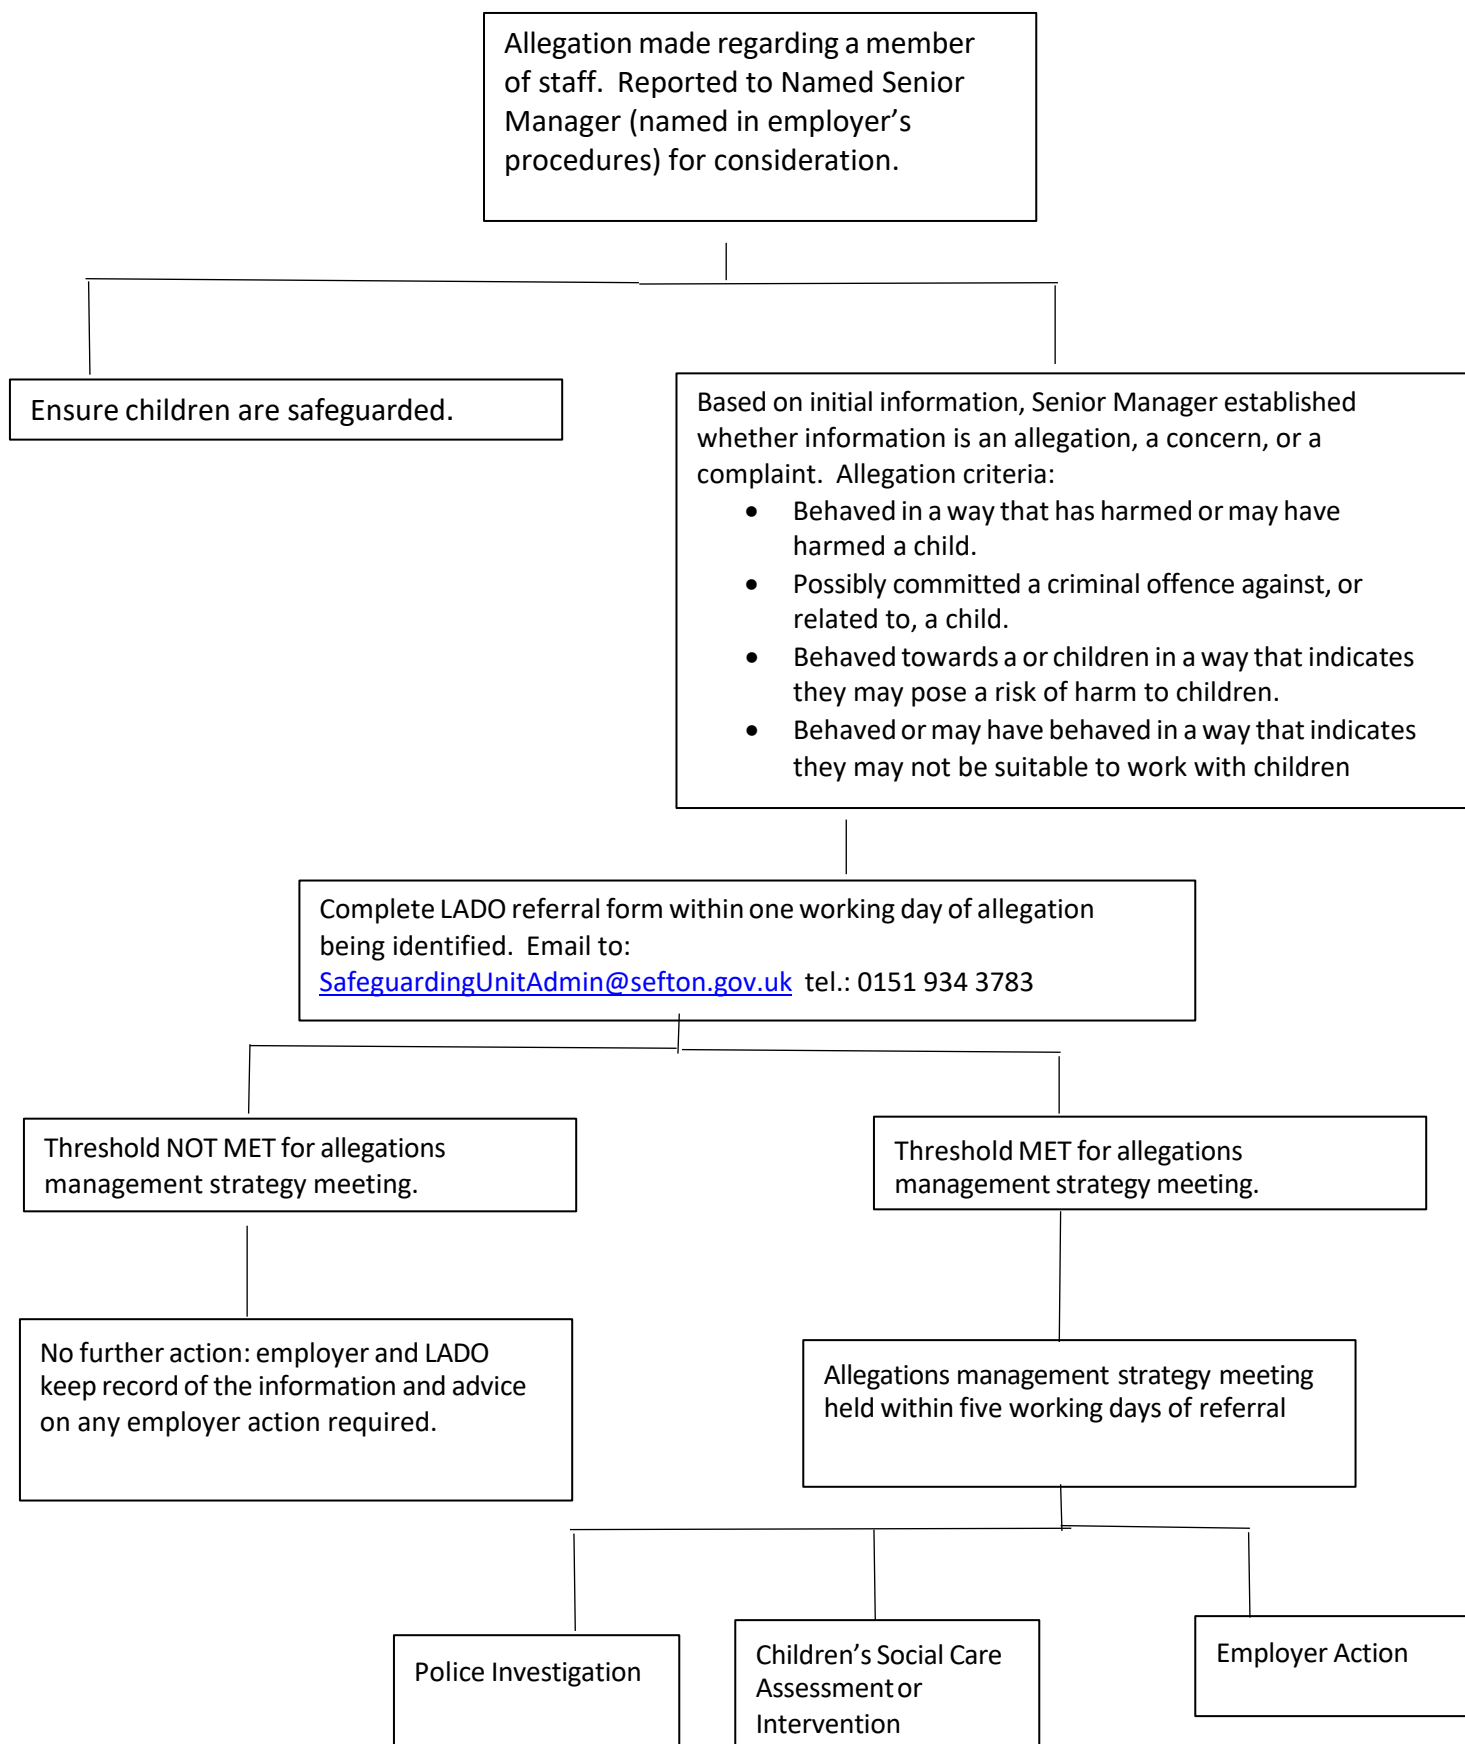 Allegation made regarding a member
of staff.  Reported to Named Senior
Manager (named in employer’s
procedures) for consideration.
Ensure children are safeguarded.
Based on initial information, Senior Manager established
whether information is an allegation, a concern, or a
complaint.  Allegation criteria:
• Behaved in a way that has harmed or may have
harmed a child.
• Possibly committed a criminal offence against, or
related to, a child.
• Behaved towards a or children in a way that indicates
they may pose a risk of harm to children.
• Behaved or may have behaved in a way that indicates
they may not be suitable to work with children
Complete LADO referral form within one working day of allegation
being identified.  Email to:
SafeguardingUnitAdmin@sefton.gov.uk  tel.: 0151 934 3783
Threshold NOT MET for allegations
management strategy meeting.
Threshold MET for allegations
management strategy meeting.
No further action: employer and LADO
keep record of the information and advice
on any employer action required.
Allegations management strategy meeting
held within five working days of referral
Police Investigation
Children’s Social Care
Assessment or
Intervention
Employer Action